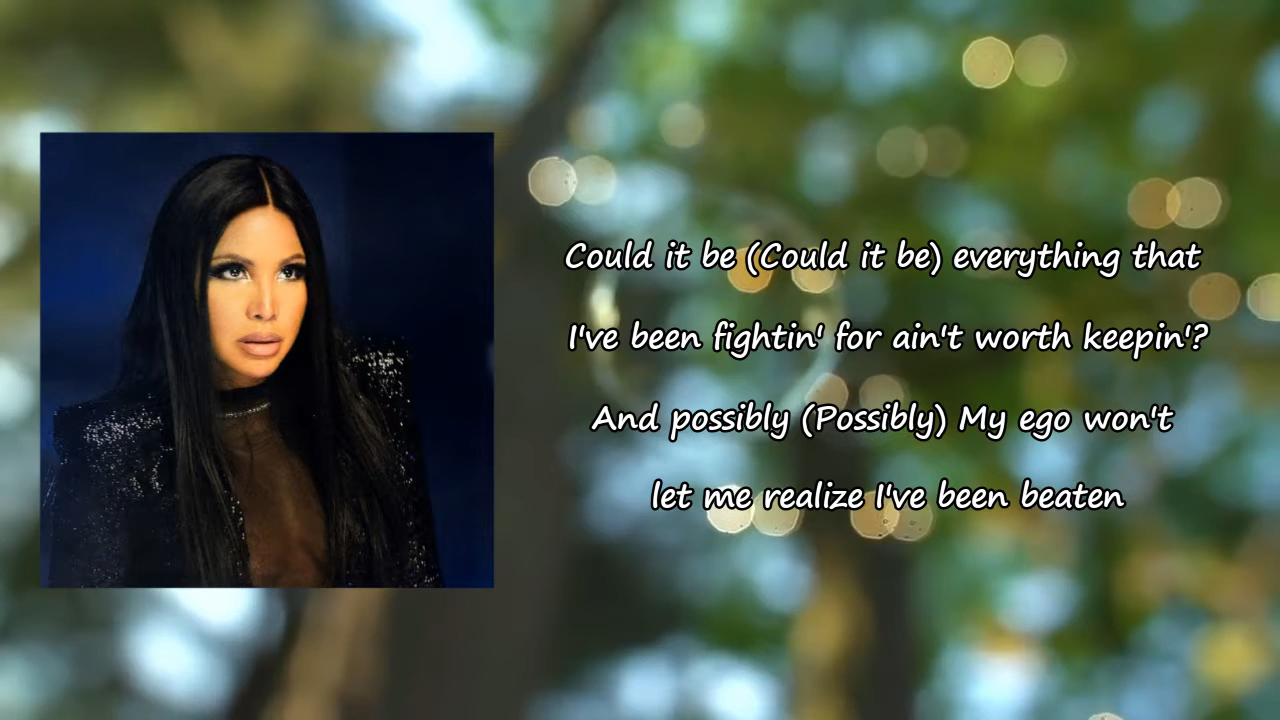 Could it be (Could it be) everything that
I've been fightin' for ain't worth keepin'?
And possibly (Possibly) My ego won't
let me realize I've been beaten